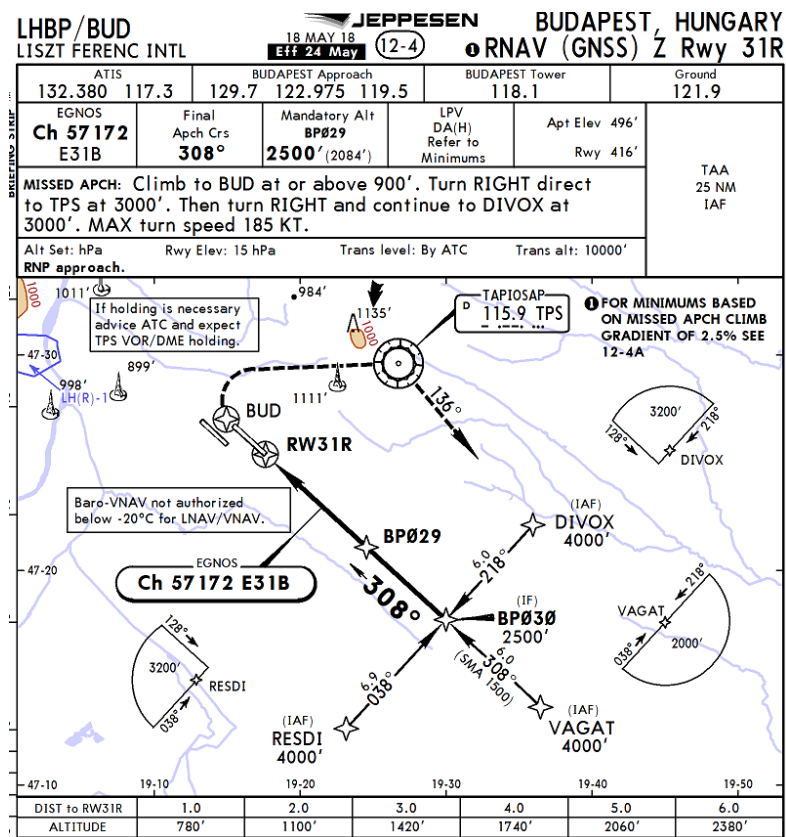 LHBP/BUD
LISZT FERENC INTL
JEPPESEN
18 MAY 18
Eff 24 May
12-4
BUDAPEST, HUNGARY
1 RNAV (GNSS) Z Rwy 31R
ATIS
132.380 117.3
BUDAPEST Approach
129.7 122.975 119.5
BUDAPEST Tower
118.1
Ground
121.9
BRIEFING STRIP
EGNOS
Ch 57172
E31B
Final
Apch Crs
308°
Mandatory Alt
BPØ29
2500' (2084')
LPV
DA(H)
Refer to
Minimums
Apt Elev 496'
Rwy 416'
TAA
25 NM
IAF
MISSED APCH: Climb to BUD at or above 900'. Turn RIGHT direct
to TPS at 3000'. Then turn RIGHT and continue to DIVOX at
3000'. MAX turn speed 185 KT.
Alt Set: hPa Rwy Elev: 15 hPa Trans level: By ATC Trans alt: 10000'
RNP approach.
1000
1011'
If holding is necessary
advice ATC and expect
TPS VOR/DME holding.
984'
1135'
1000
TAPIOSAP
D 115.9 TPS
1 FOR MINIMUMS BASED
ON MISSED APCH CLIMB
GRADIENT OF 2.5% SEE
12-4A
47-30
998'
899'
LH(R)-1
1111'
136°
BUD
RW31R
3200'
128°
218°
DIVOX
Baro-VNAV not authorized
below -20°C for LNAV/VNAV.
BPØ29
(IAF)
DIVOX
4000'
6.0
218°
EGNOS
Ch 57172 E31B
47-20
308°
(IF)
BPØ3Ø
2500'
218°
VAGAT
038°
2000'
128°
3200'
RESDI
038°
6.9
038°
6.0
308°
(SMA 1500)
(IAF)
RESDI
4000'
(IAF)
VAGAT
4000'
47-10
19-10
19-20
19-30
19-40
19-50
DIST to RW31R 1.0 2.0 3.0 4.0 5.0 6.0
ALTITUDE 780' 1100' 1420' 1740' 2060' 2380'